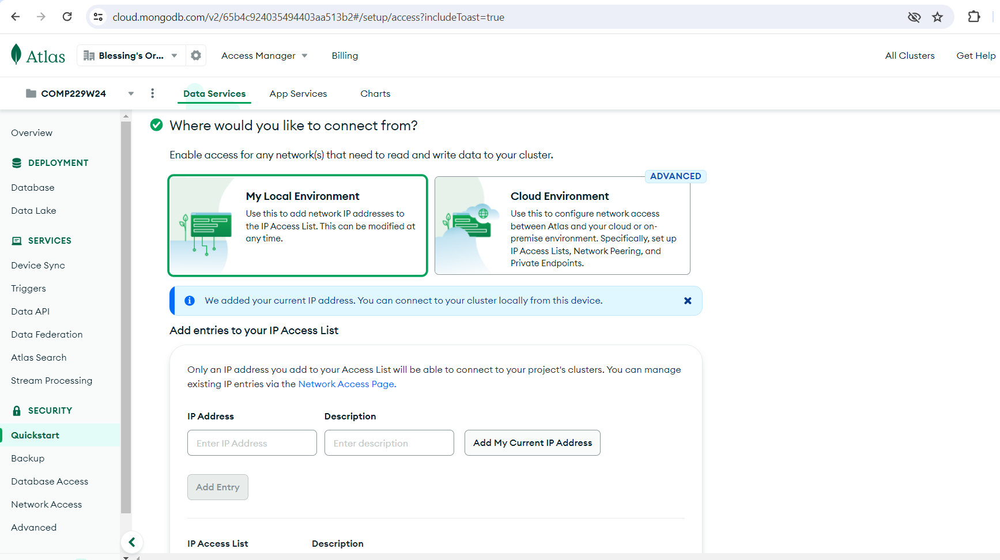 cloud.mongodb.com/v2/65b4c924035494403aa513b2#/setup/access?includeToast=true
Atlas
Blessing's Or...
Access Manager
Billing
All Clusters
Get Help
COMP229W24
Data Services
App Services
Charts
Overview
DEPLOYMENT
Database
Data Lake
SERVICES
Device Sync
Triggers
Data API
Data Federation
Atlas Search
Stream Processing
SECURITY
Quickstart
Backup
Database Access
Network Access
Advanced
Where would you like to connect from?
Enable access for any network(s) that need to read and write data to your cluster.
My Local Environment
Use this to add network IP addresses to
the IP Access List. This can be modified at
any time.
ADVANCED
Cloud Environment
Use this to configure network access
between Atlas and your cloud or on-
premise environment. Specifically, set up
IP Access Lists, Network Peering, and
Private Endpoints.
We added your current IP address. You can connect to your cluster locally from this device.
Add entries to your IP Access List
Only an IP address you add to your Access List will be able to connect to your project's clusters. You can manage
existing IP entries via the Network Access Page.
IP Address
Description
Enter IP Address
Enter description
Add My Current IP Address
Add Entry
IP Access List
Description